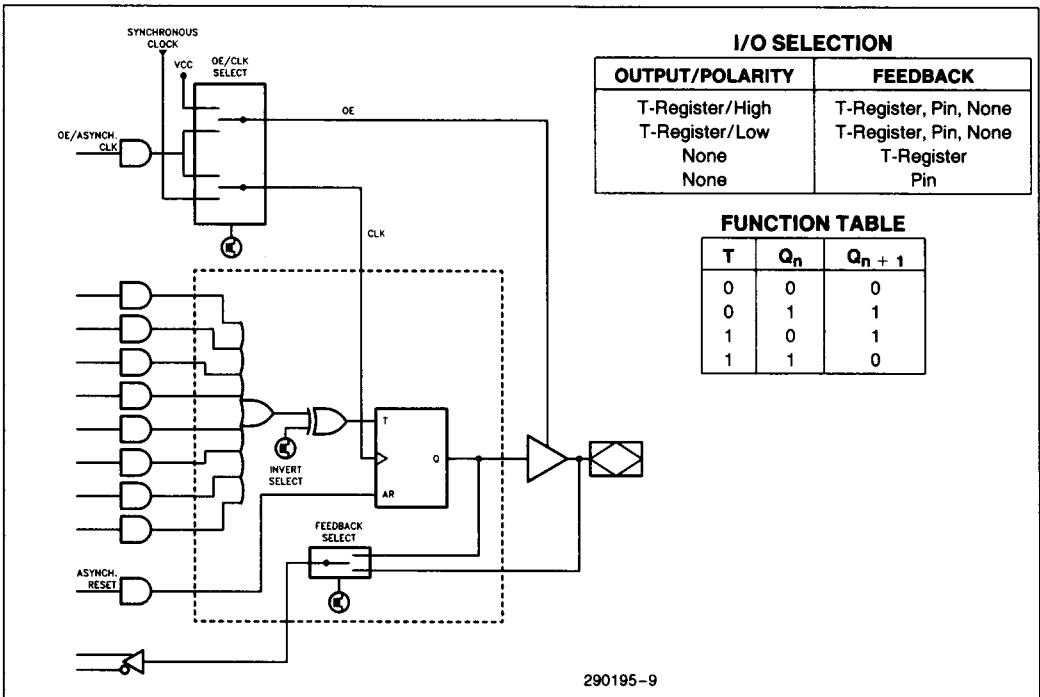 SYNCHRONOUS
CLOCK
VCC
OE/CLK
SELECT
OE
OE/ASYNCH.
CLK
CLK
T
Q
AR
INVERT
SELECT
FEEDBACK
SELECT
ASYNCH.
RESET
I/O SELECTION
OUTPUT/POLARITY FEEDBACK
T-Register/High T-Register, Pin, None
T-Register/Low T-Register, Pin, None
None T-Register
None Pin
FUNCTION TABLE
T Qn Qn + 1
0 0 0
0 1 1
1 0 1
1 1 0
290195-9